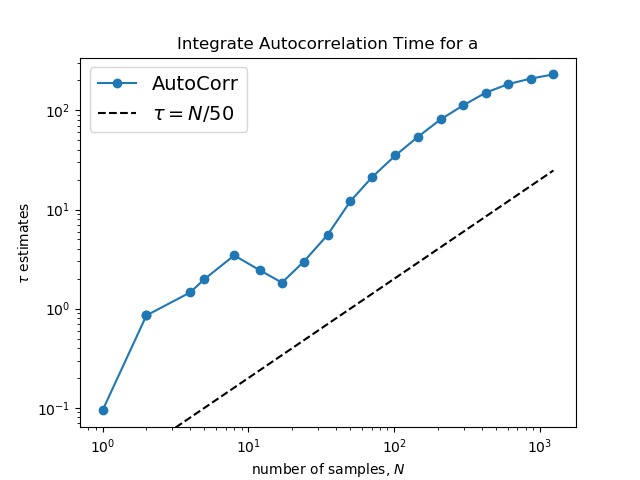 Integrate Autocorrelation Time for a
AutoCorr
τ = N/50
10²
10¹
10⁰
10⁻¹
τ estimates
10⁰ 10¹ 10² 10³
number of samples, N